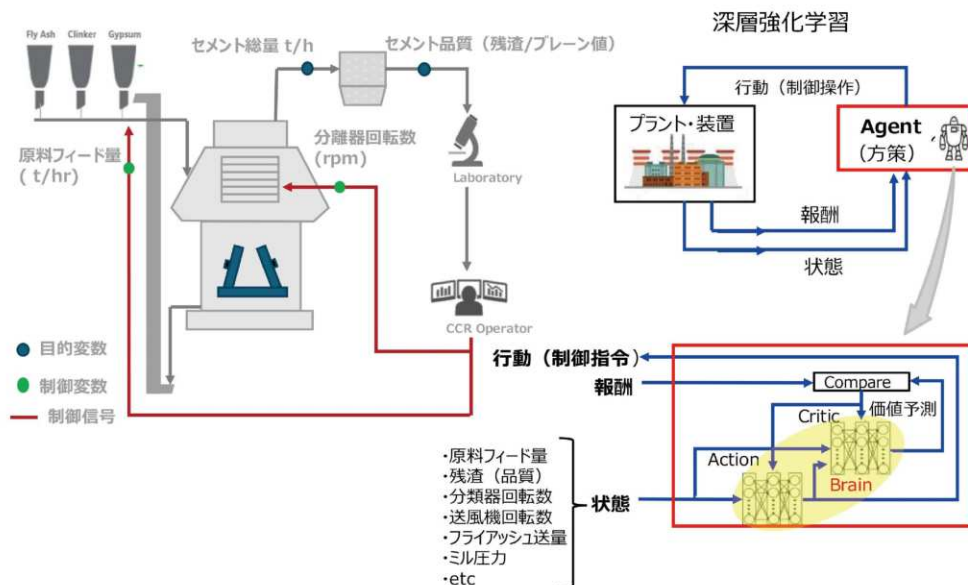 Fly Ash
Clinker
Gypsum
セメント総量 t/h
セメント品質（残渣/ブレーン値）
原料フィード量
( t/hr)
分離器回転数
(rpm)
Laboratory
CCR Operator
目的変数
制御変数
制御信号
深層強化学習
行動（制御操作）
プラント・装置
Agent
（方策）
報酬
状態
行動（制御指令）
報酬
Compare
Critic
価値予測
Action
Brain
状態
・原料フィード量
・残渣（品質）
・分類器回転数
・送風機回転数
・フライアッシュ送量
・ミル圧力
・etc